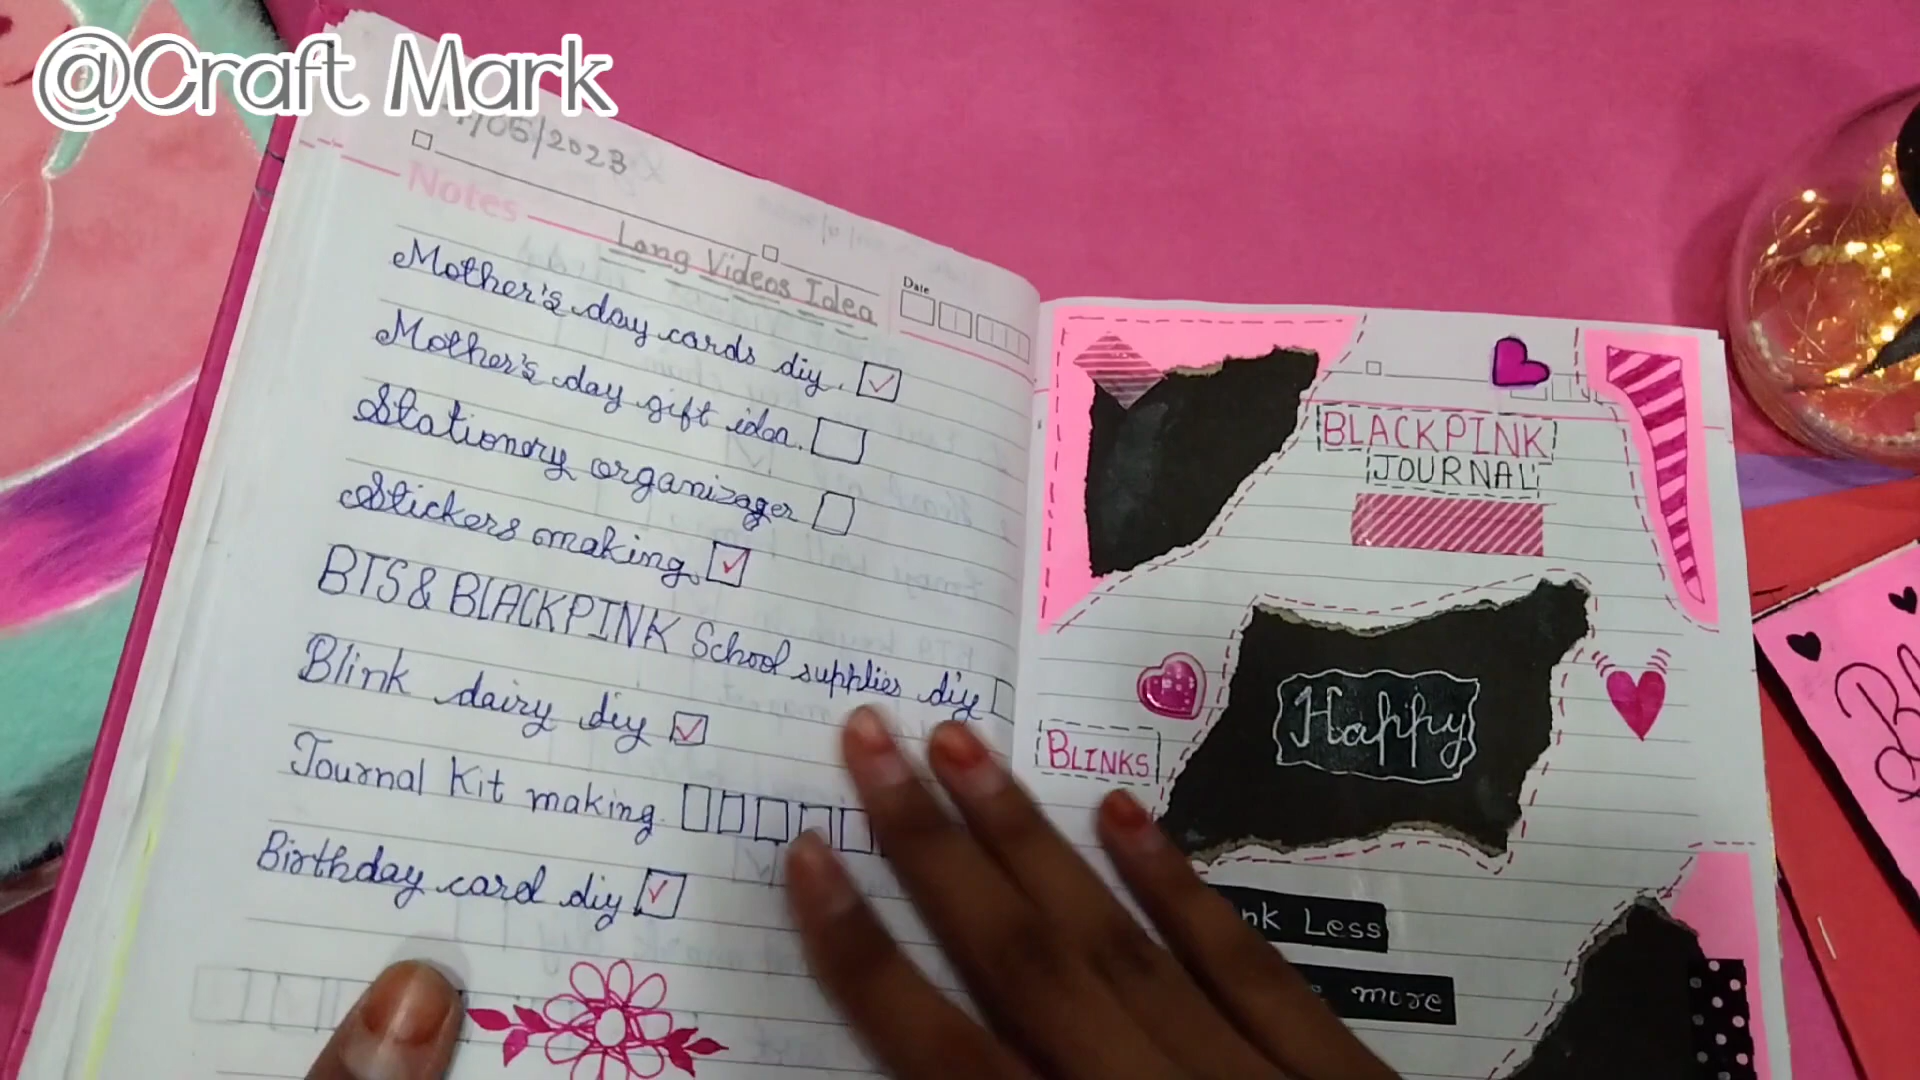 @Craft Mark
/05/2023
Notes
Long Videos Idea
Date
Mother's day cards diy.
Mother's day gift idea.
Stationory organizager
Stickers making.
BTS & BLACKPINK School supplies diy
Blink dairy diy
Journal Kit making.
Birthday card diy
BLACKPINK
JOURNAL
Happy
BLINKS
Less
more